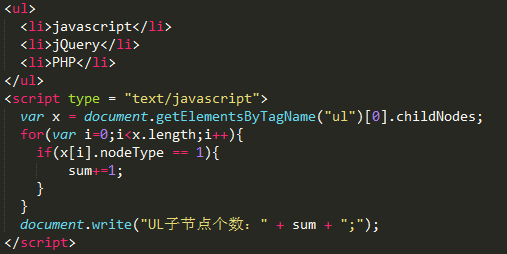 <ul>
  <li>javascript</li>
  <li>jQuery</li>
  <li>PHP</li>
</ul>
<script type = "text/javascript">
  var x = document.getElementsByTagName("ul")[0].childNodes;
  for(var i=0;i<x.length;i++){
    if(x[i].nodeType == 1){
        sum+=1;
    }
  }
  document.write("UL子节点个数：" + sum + ";");
</script>